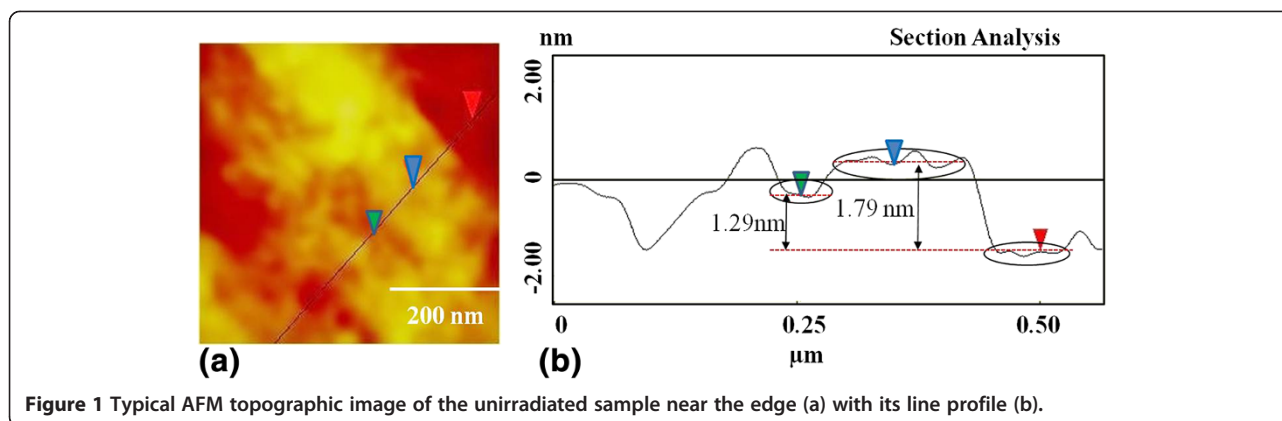 nm
Section Analysis
2.00
0
-2.00
1.29nm
1.79 nm
200 nm
0
0.25
0.50
µm
(a)
(b)
Figure 1 Typical AFM topographic image of the unirradiated sample near the edge (a) with its line profile (b).